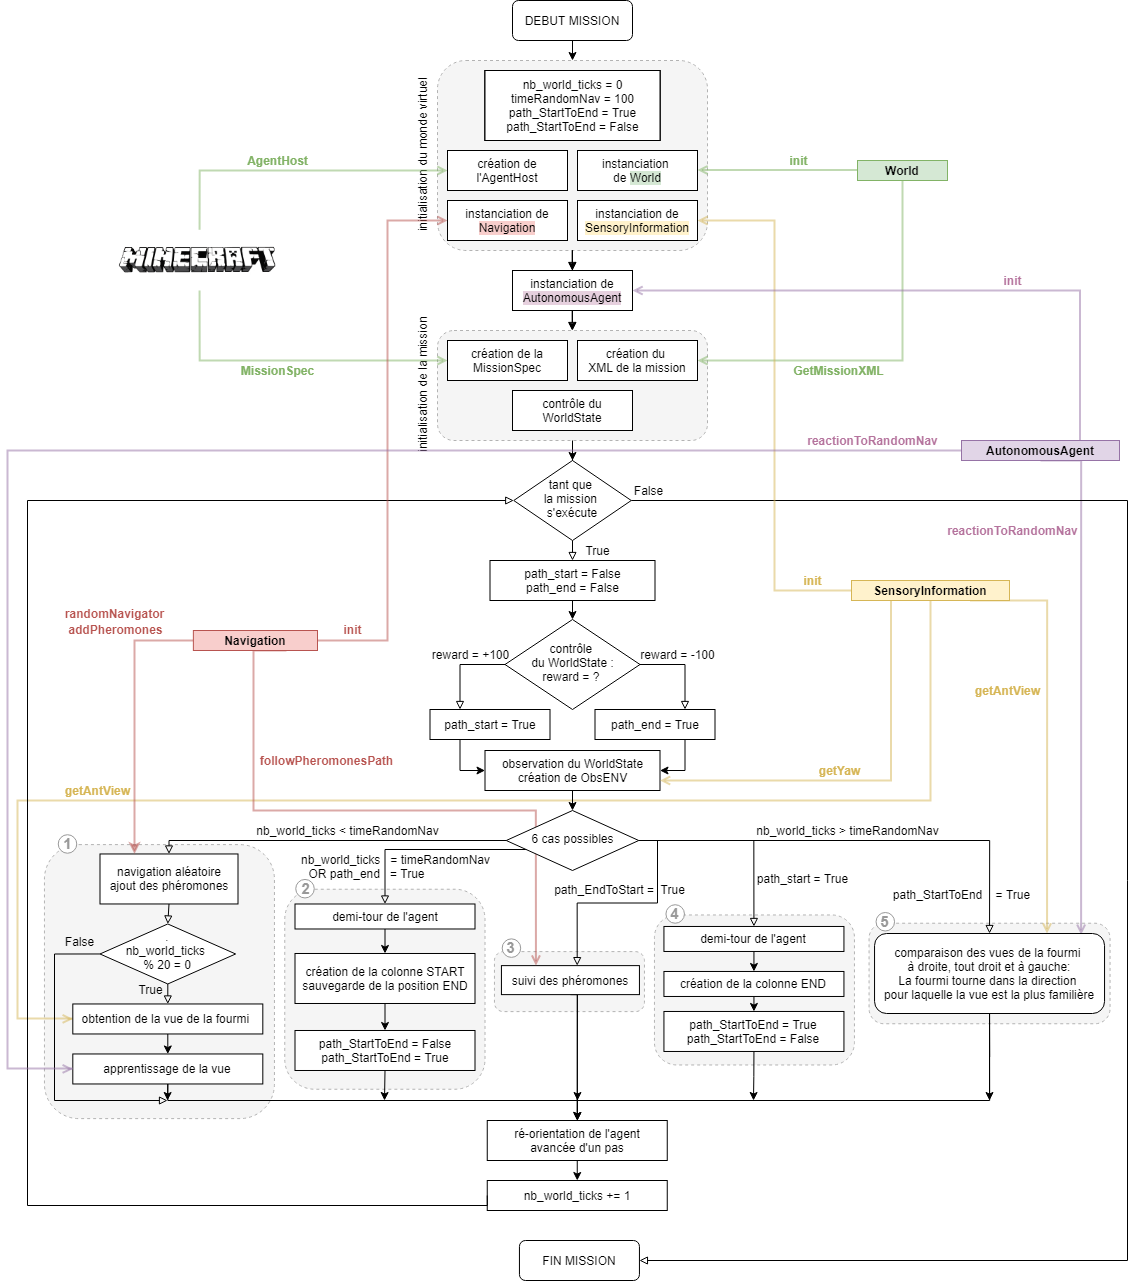 DEBUT MISSION
initialisation du monde virtuel
nb_world_ticks = 0
timeRandomNav = 100
path_StartToEnd = True
path_StartToEnd = False
AgentHost
création de
l'AgentHost
instanciation
de World
init
World
instanciation de
Navigation
instanciation de
SensoryInformation
MINECRAFT
instanciation de
AutonomousAgent
init
initialisation de la mission
MissionSpec
création de la
MissionSpec
création du
XML de la mission
GetMissionXML
contrôle du
WorldState
reactionToRandomNav
AutonomousAgent
tant que
la mission
s'exécute
False
True
reactionToRandomNav
path_start = False
path_end = False
init
SensoryInformation
randomNavigator
addPheromones
Navigation
init
contrôle
du WorldState :
reward = ?
reward = +100
reward = -100
path_start = True
path_end = True
getAntView
followPheromonesPath
observation du WorldState
création de ObsENV
getYaw
getAntView
6 cas possibles
nb_world_ticks < timeRandomNav
nb_world_ticks > timeRandomNav
1
navigation aléatoire
ajout des phéromones
False
nb_world_ticks
% 20 = 0
True
obtention de la vue de la fourmi
apprentissage de la vue
nb_world_ticks = timeRandomNav
OR path_end = True
2
demi-tour de l'agent
création de la colonne START
sauvegarde de la position END
path_StartToEnd = False
path_StartToEnd = True
path_EndToStart = True
3
suivi des phéromones
path_start = True
4
demi-tour de l'agent
création de la colonne END
path_StartToEnd = True
path_StartToEnd = False
path_StartToEnd = True
5
comparaison des vues de la fourmi
à droite, tout droit et à gauche:
La fourmi tourne dans la direction
pour laquelle la vue est la plus familière
ré-orientation de l'agent
avancée d'un pas
nb_world_ticks += 1
FIN MISSION